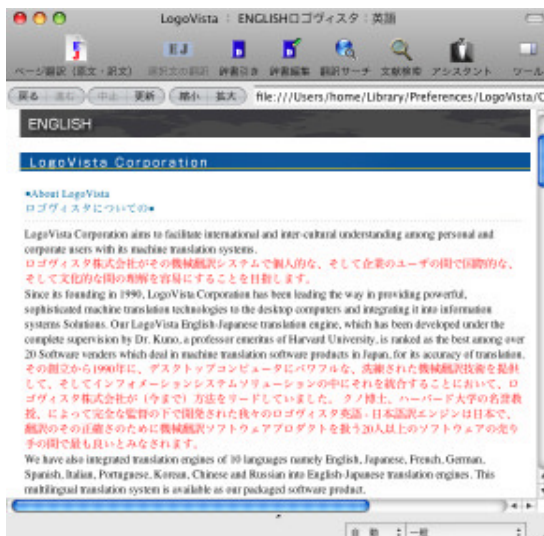 LogoVista : ENGLISHロゴヴィスタ : 英語
ページ翻訳 (原文・訳文) 選択文の翻訳 辞書引き 辞書編集 翻訳サーチ 文献検索 アシスタント ツール
戻る 進む 中止 更新 縮小 拡大 file:///Users/home/Library/Preferences/LogoVista/C
ENGLISH
LogoVista Corporation
●About LogoVista
ロゴヴィスタについての●
LogoVista Corporation aims to facilitate international and inter-cultural understanding among personal and
corporate users with its machine translation systems.
ロゴヴィスタ株式会社がその機械翻訳システムで個人的な、そして企業のユーザの間で国際的な、
そして文化的な間の理解を容易にすることを目指します。
Since its founding in 1990, LogoVista Corporation has been leading the way in providing powerful,
sophisticated machine translation technologies to the desktop computers and integrating it into information
systems Solutions. Our LogoVista English-Japanese translation engine, which has been developed under the
complete supervision by Dr. Kuno, a professor emeritus of Harvard University, is ranked as the best among over
20 Software venders which deal in machine translation software products in Japan, for its accuracy of translation.
その創立から1990年に、デスクトップコンピュータにパワフルな、洗練された機械翻訳技術を提供
して、そしてインフォメーションシステムソリューションの中にそれを統合することにおいて、ロ
ゴヴィスタ株式会社が（今まで）方法をリードしていました。 クノ博士、ハーバード大学の名誉教
授、によって完全な監督の下で開発された我々のロゴヴィスタ英語 - 日本語訳エンジンは日本で、
翻訳のその正確さのために機械翻訳ソフトウェアプロダクトを扱う20人以上のソフトウェアの売り
手の間で最も良いとみなされます。
We have also integrated translation engines of 10 languages namely English, Japanese, French, German,
Spanish, Italian, Portugnese, Korean, Chinese and Russian into English-Japanese translation engines. This
multilingual translation system is available as our packaged software product.
自動 一般